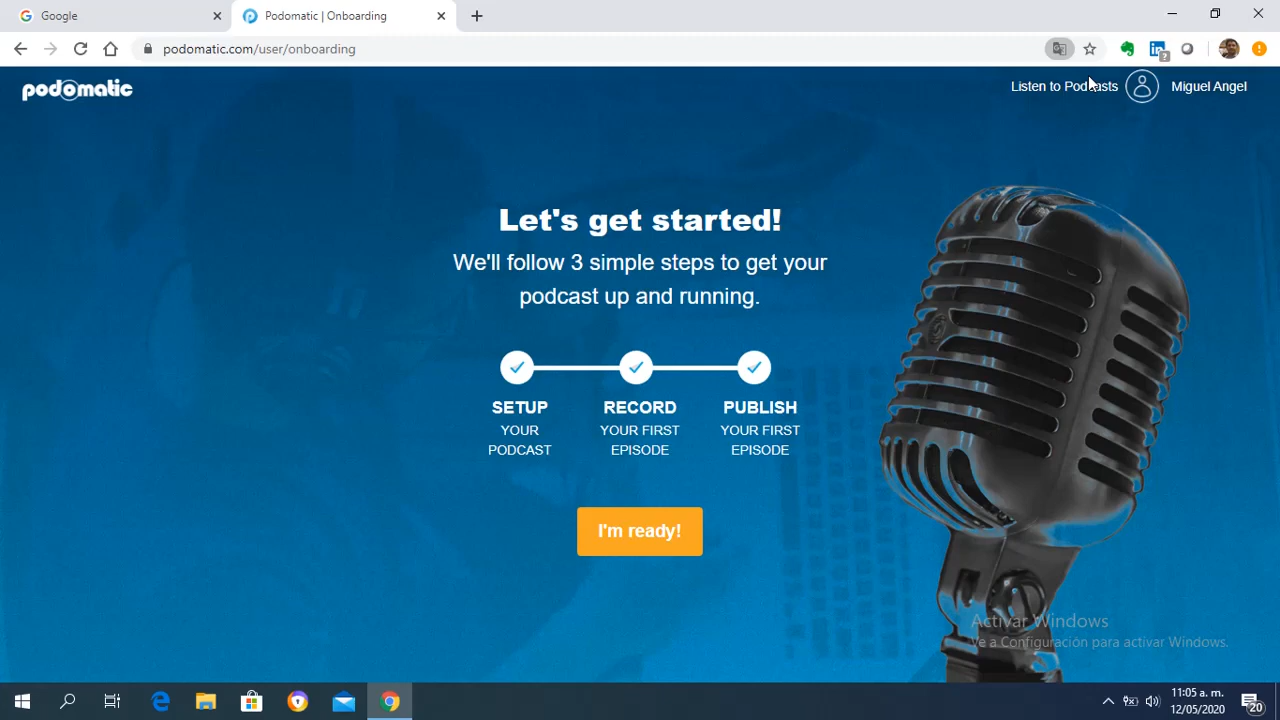 Google
Podomatic | Onboarding
podomatic.com/user/onboarding
podomatic
Listen to Podcasts
Miguel Angel
Let's get started!
We'll follow 3 simple steps to get your
podcast up and running.
SETUP
YOUR
PODCAST
RECORD
YOUR FIRST
EPISODE
PUBLISH
YOUR FIRST
EPISODE
I'm ready!
Activar Windows
Ve a Configuración para activar Windows.
11:05 a. m.
12/05/2020
20